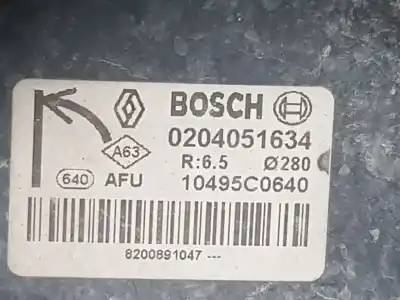 BOSCH
0204051634
A63
R:6.5 Ø280
640 AFU 10495C0640
8200891047 ---